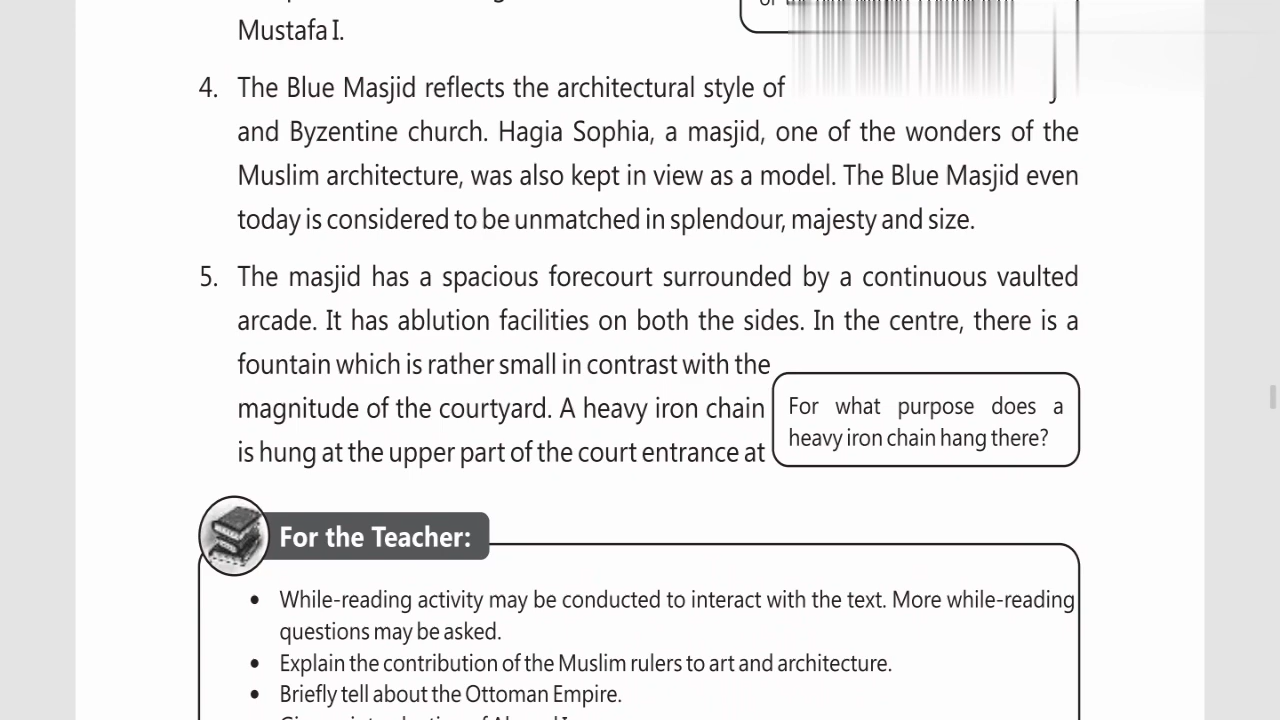 Mustafa I.
4. The Blue Masjid reflects the architectural style of
and Byzentine church. Hagia Sophia, a masjid, one of the wonders of the
Muslim architecture, was also kept in view as a model. The Blue Masjid even
today is considered to be unmatched in splendour, majesty and size.
5. The masjid has a spacious forecourt surrounded by a continuous vaulted
arcade. It has ablution facilities on both the sides. In the centre, there is a
fountain which is rather small in contrast with the
magnitude of the courtyard. A heavy iron chain
is hung at the upper part of the court entrance at
For what purpose does a
heavy iron chain hang there?
For the Teacher:
• While-reading activity may be conducted to interact with the text. More while-reading
questions may be asked.
• Explain the contribution of the Muslim rulers to art and architecture.
• Briefly tell about the Ottoman Empire.